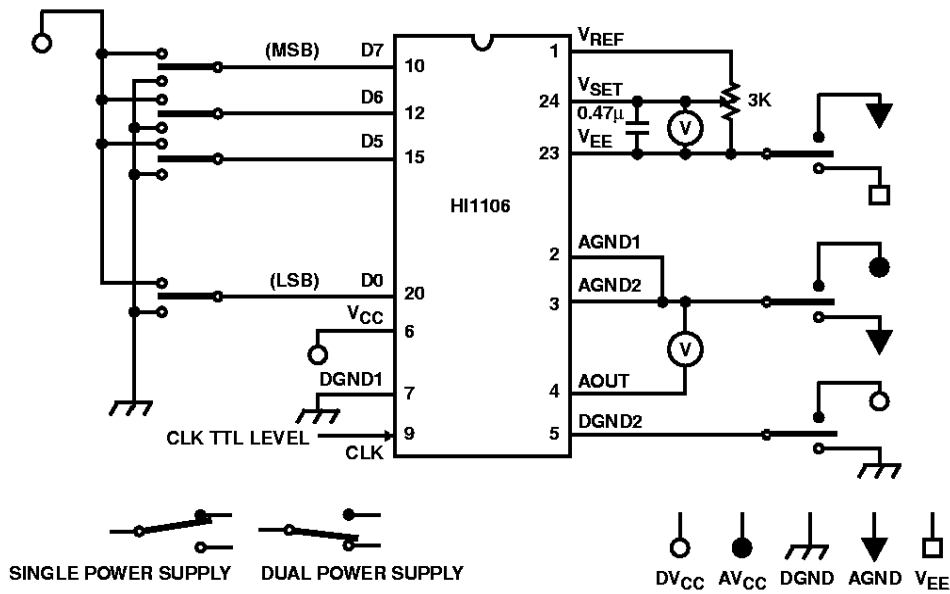 (MSB) D7
10
D6
12
D5
15
(LSB) D0
20
VCC
6
DGND1
7
CLK TTL LEVEL
9
CLK
HI1106
1
VREF
24
VSET
3K
0.47μ
V
VEE
23
AGND1
2
AGND2
3
V
AOUT
4
DGND2
5
SINGLE POWER SUPPLY
DUAL POWER SUPPLY
DVCC
AVCC
DGND
AGND
VEE